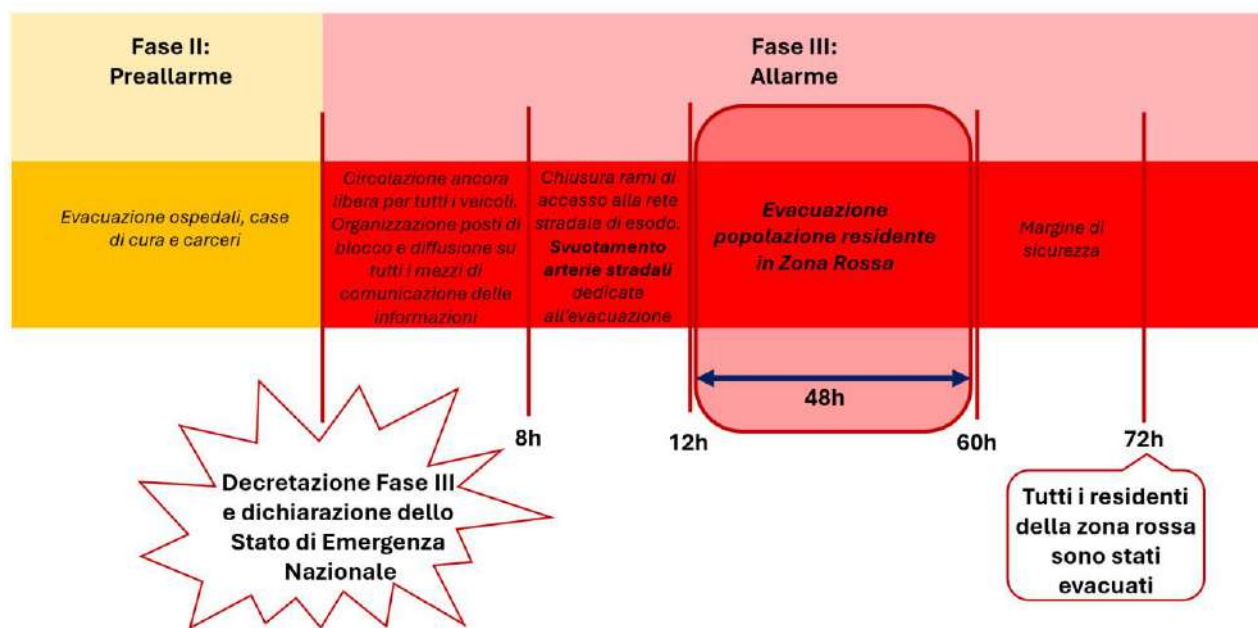 Fase II:
Preallarme
Fase III:
Allarme
Evacuazione ospedali, case
di cura e carceri
Circolazione ancora
libera per tutti i veicoli.
Organizzazione posti di
blocco e diffusione su
tutti i mezzi di
comunicazione delle
informazioni
Chiusura rami di
accesso alla rete
stradale di esodo.
Svuotamento
arterie stradali
dedicate
all'evacuazione
Evacuazione
popolazione residente
in Zona Rossa
Margine di
sicurezza
48h
8h
12h
60h
72h
Decretazione Fase III
e dichiarazione dello
Stato di Emergenza
Nazionale
Tutti i residenti
della zona rossa
sono stati
evacuati